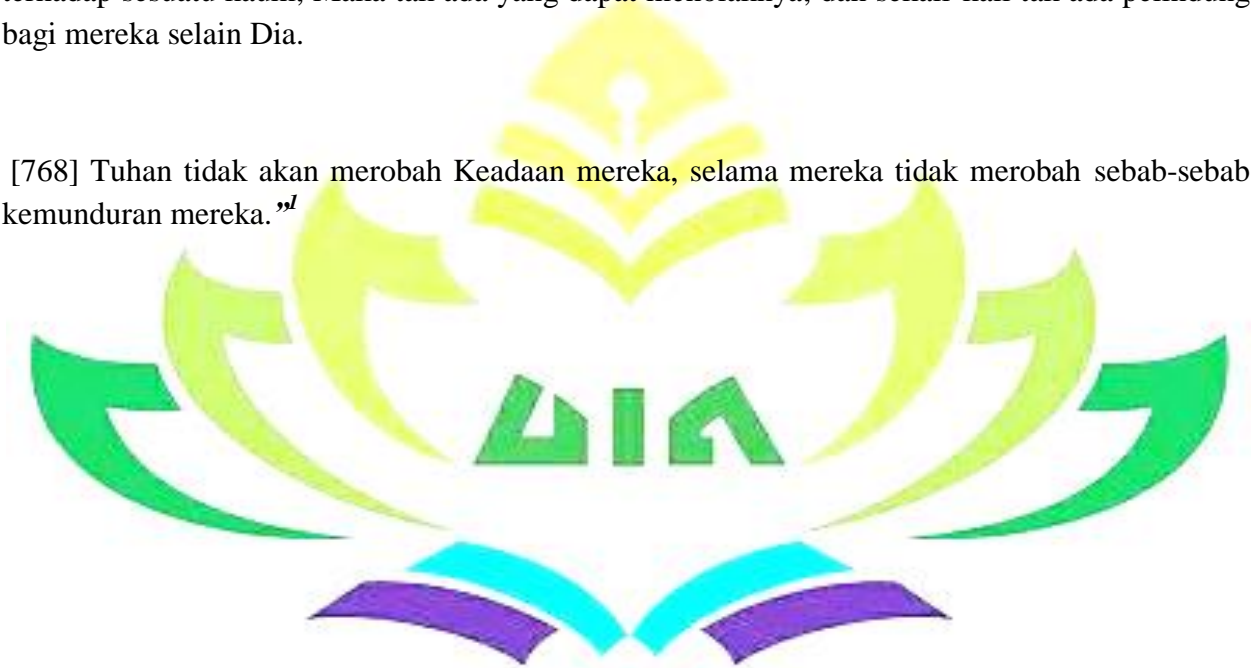 bagi mereka selain Dia.
[768] Tuhan tidak akan merobah Keadaan mereka, selama mereka tidak merobah sebab-sebab
kemunduran mereka.”1